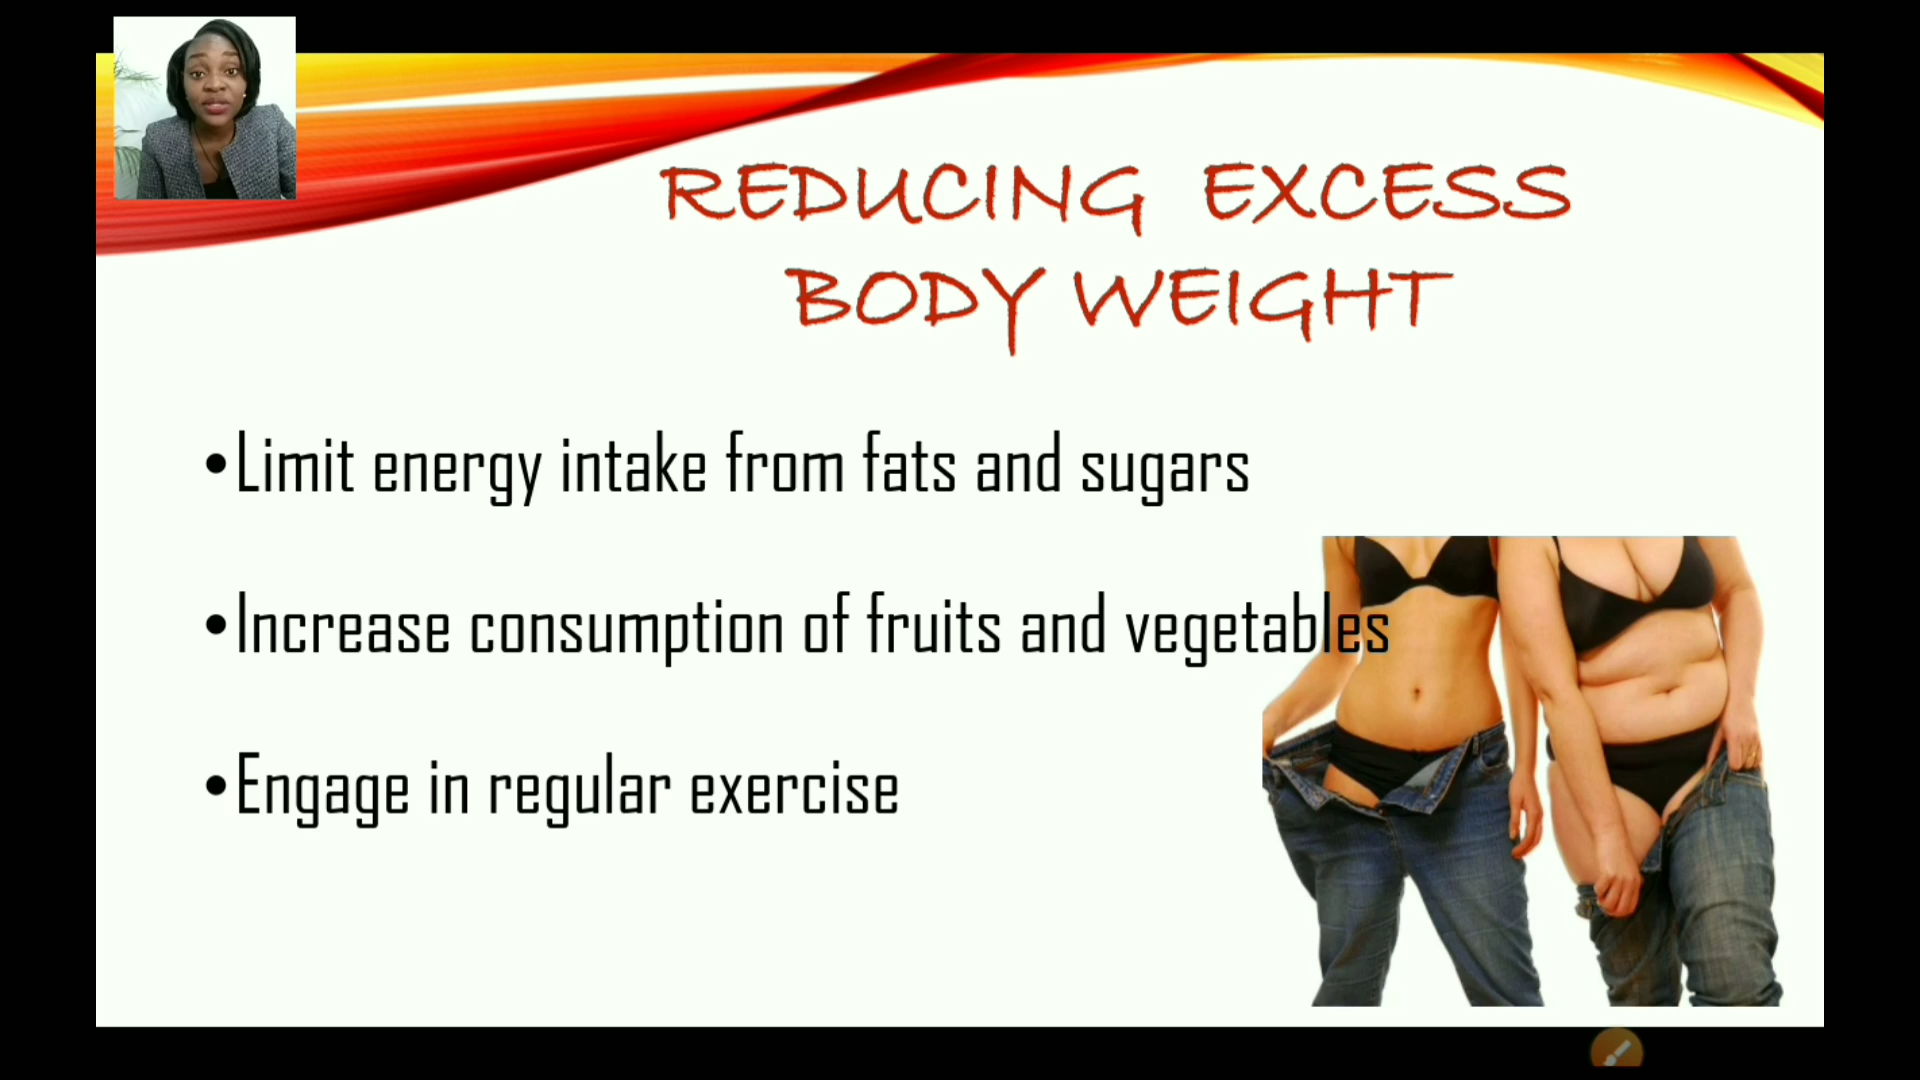 REDUCING EXCESS
BODY WEIGHT
•Limit energy intake from fats and sugars
•Increase consumption of fruits and vegetables
•Engage in regular exercise